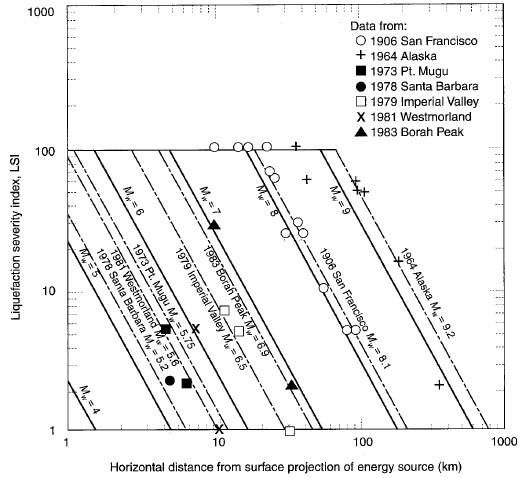 1000
100
10
1
Liquefaction severity index, LSI
Data from:
1906 San Francisco
1964 Alaska
1973 Pt. Mugu
1978 Santa Barbara
1979 Imperial Valley
1981 Westmorland
1983 Borah Peak
Mw = 4
Mw = 5
1978 Santa Barbara Mw = 5.2
1981 Westmorland Mw = 5.6
1973 Pt. Mugu Mw = 5.75
Mw = 6
1979 Imperial Valley Mw = 6.5
1983 Borah Peak Mw = 6.9
Mw = 7
Mw = 8
1906 San Francisco Mw = 8.1
Mw = 9
1964 Alaska Mw = 9.2
1
10
100
1000
Horizontal distance from surface projection of energy source (km)